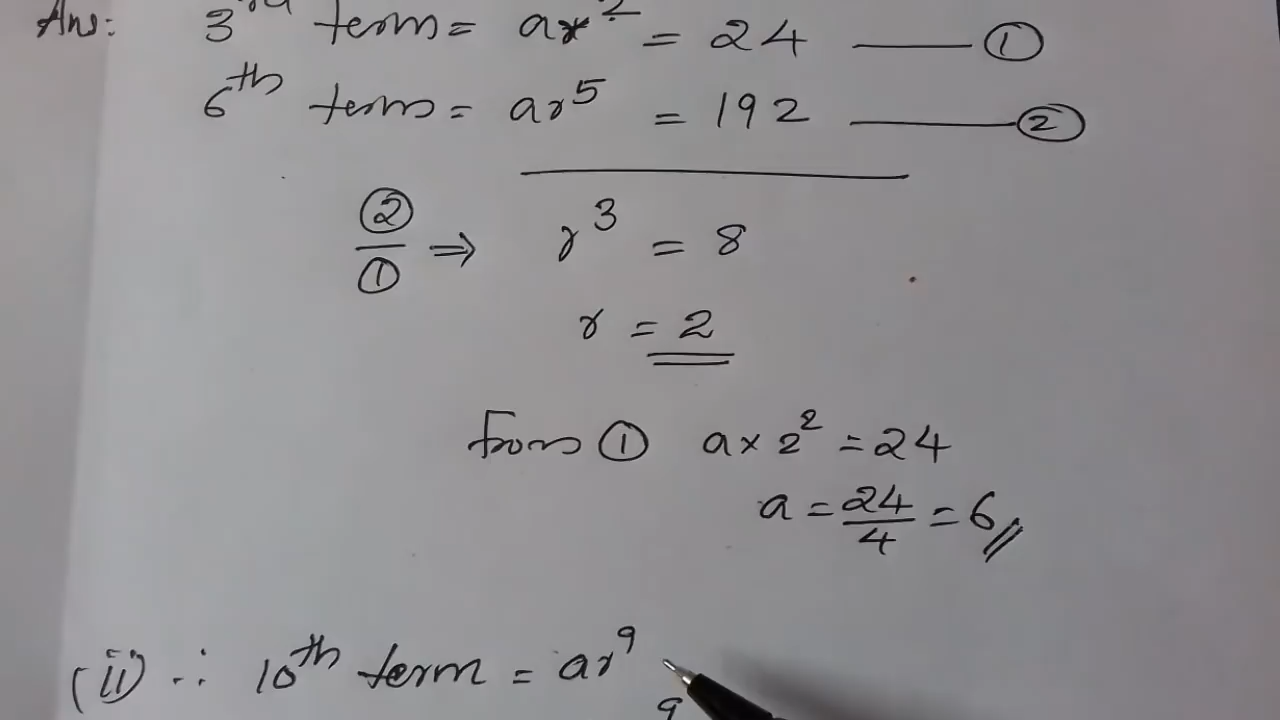 Ans: 3rd term = ar² = 24 —— ①
6th term = ar⁵ = 192 —— ②
②/① ⇒ r³ = 8
r = 2
from ① a × 2² = 24
a = 24/4 = 6//
(ii) ∴ 10th term = ar⁹
9